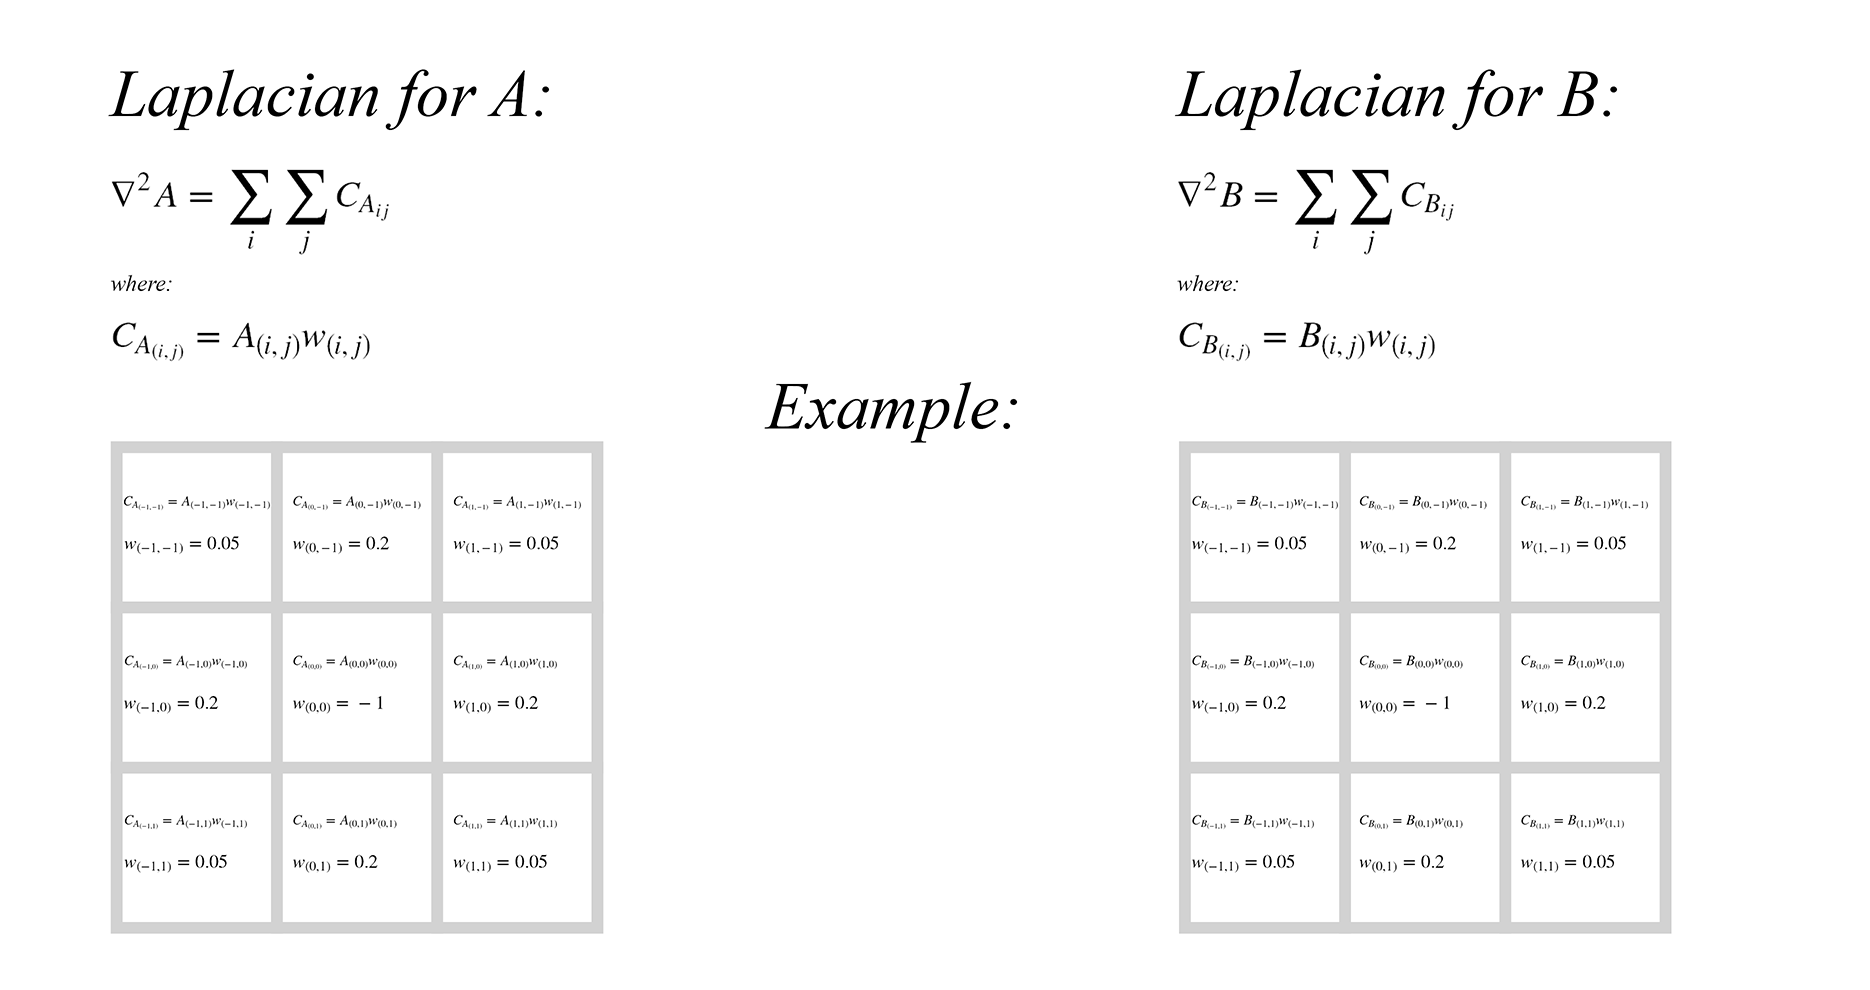 Laplacian for A:
∇²A = ∑_i ∑_j C_{A_{ij}}
where:
C_{A_{(i,j)}} = A_{(i,j)}w_{(i,j)}
Laplacian for B:
∇²B = ∑_i ∑_j C_{B_{ij}}
where:
C_{B_{(i,j)}} = B_{(i,j)}w_{(i,j)}
Example:
C_{A_{(−1,−1)}} = A_{(−1,−1)}w_{(−1,−1)}
w_{(−1,−1)} = 0.05
C_{A_{(0,−1)}} = A_{(0,−1)}w_{(0,−1)}
w_{(0,−1)} = 0.2
C_{A_{(1,−1)}} = A_{(1,−1)}w_{(1,−1)}
w_{(1,−1)} = 0.05
C_{A_{(−1,0)}} = A_{(−1,0)}w_{(−1,0)}
w_{(−1,0)} = 0.2
C_{A_{(0,0)}} = A_{(0,0)}w_{(0,0)}
w_{(0,0)} = −1
C_{A_{(1,0)}} = A_{(1,0)}w_{(1,0)}
w_{(1,0)} = 0.2
C_{A_{(−1,1)}} = A_{(−1,1)}w_{(−1,1)}
w_{(−1,1)} = 0.05
C_{A_{(0,1)}} = A_{(0,1)}w_{(0,1)}
w_{(0,1)} = 0.2
C_{A_{(1,1)}} = A_{(1,1)}w_{(1,1)}
w_{(1,1)} = 0.05
C_{B_{(−1,−1)}} = B_{(−1,−1)}w_{(−1,−1)}
w_{(−1,−1)} = 0.05
C_{B_{(0,−1)}} = B_{(0,−1)}w_{(0,−1)}
w_{(0,−1)} = 0.2
C_{B_{(1,−1)}} = B_{(1,−1)}w_{(1,−1)}
w_{(1,−1)} = 0.05
C_{B_{(−1,0)}} = B_{(−1,0)}w_{(−1,0)}
w_{(−1,0)} = 0.2
C_{B_{(0,0)}} = B_{(0,0)}w_{(0,0)}
w_{(0,0)} = −1
C_{B_{(1,0)}} = B_{(1,0)}w_{(1,0)}
w_{(1,0)} = 0.2
C_{B_{(−1,1)}} = B_{(−1,1)}w_{(−1,1)}
w_{(−1,1)} = 0.05
C_{B_{(0,1)}} = B_{(0,1)}w_{(0,1)}
w_{(0,1)} = 0.2
C_{B_{(1,1)}} = B_{(1,1)}w_{(1,1)}
w_{(1,1)} = 0.05